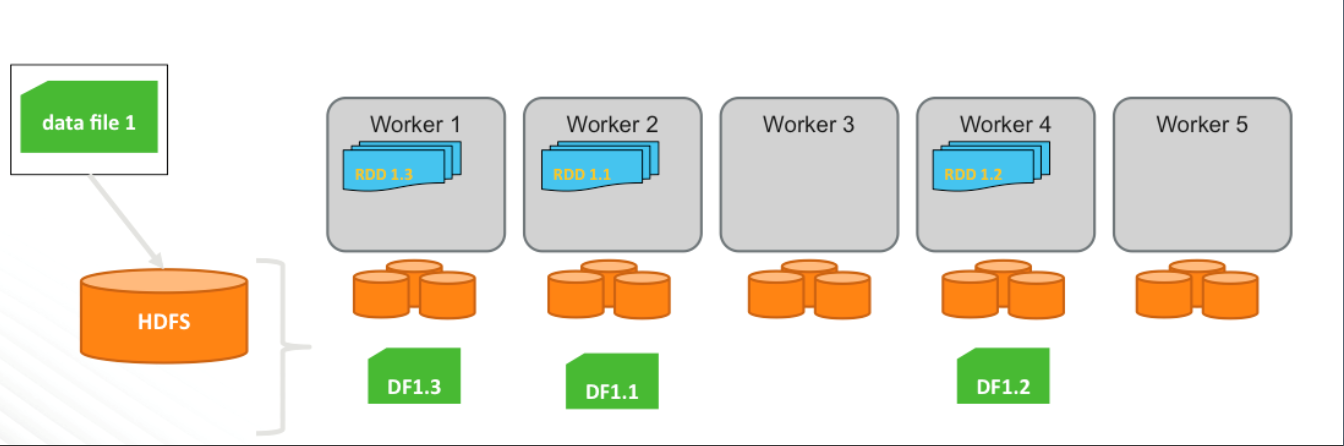 data file 1
HDFS
Worker 1
RDD 1.3
DF1.3
Worker 2
RDD 1.1
DF1.1
Worker 3
Worker 4
RDD 1.2
DF1.2
Worker 5